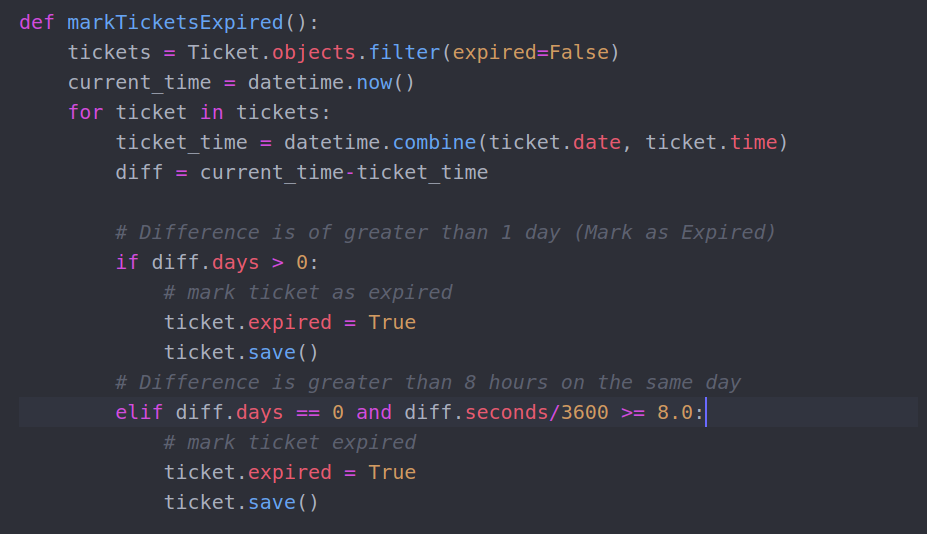 def markTicketsExpired():
    tickets = Ticket.objects.filter(expired=False)
    current_time = datetime.now()
    for ticket in tickets:
        ticket_time = datetime.combine(ticket.date, ticket.time)
        diff = current_time-ticket_time

        # Difference is of greater than 1 day (Mark as Expired)
        if diff.days > 0:
            # mark ticket as expired
            ticket.expired = True
            ticket.save()
        # Difference is greater than 8 hours on the same day
        elif diff.days == 0 and diff.seconds/3600 >= 8.0:
            # mark ticket expired
            ticket.expired = True
            ticket.save()